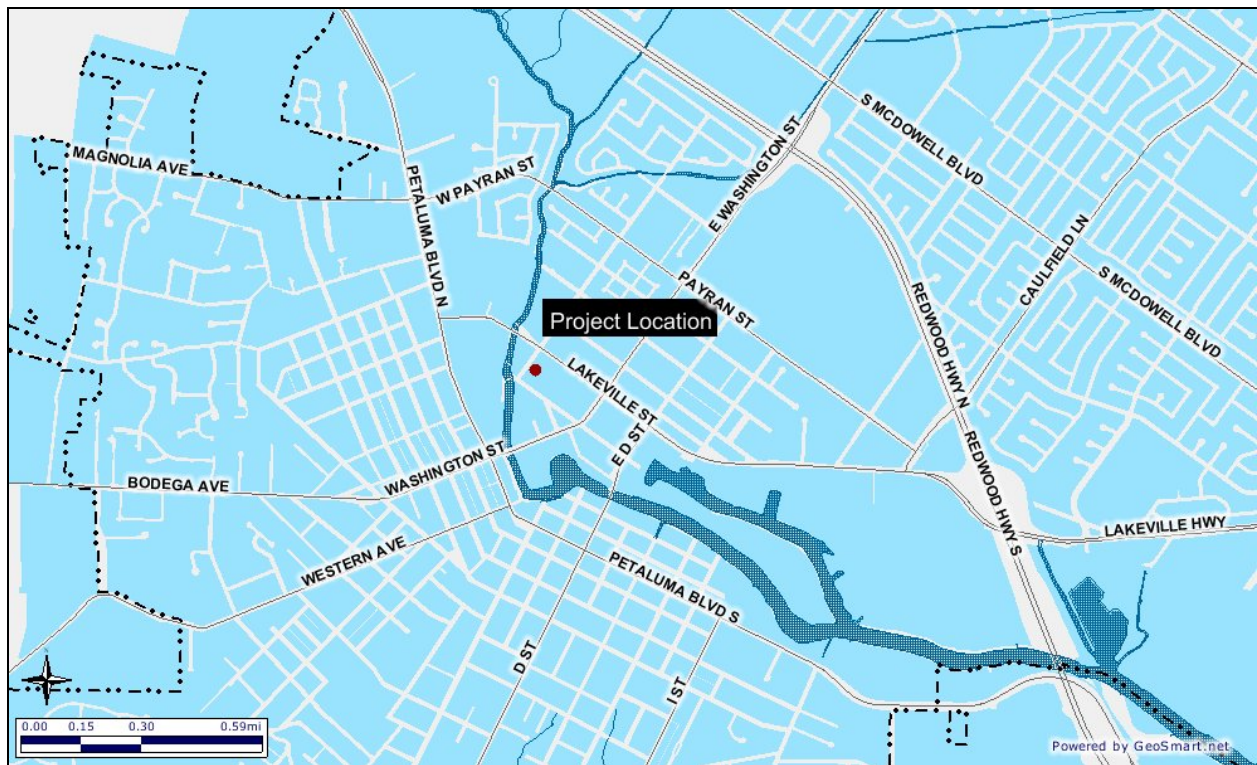 S MCDOWELL BLVD
MAGNOLIA AVE
W PAYRAN ST
E WASHINGTON ST
PETALUMA BLVD N
CAULFIELD LN
S MCDOWELL BLVD
PAYRAN ST
REDWOOD HWY N
Project Location
LAKEVILLE ST
E D ST
REDWOOD HWY S
WASHINGTON ST
BODEGA AVE
LAKEVILLE HWY
WESTERN AVE
PETALUMA BLVD S
D ST
I ST
0.00 0.15 0.30 0.59mi
Powered by GeoSmart.net